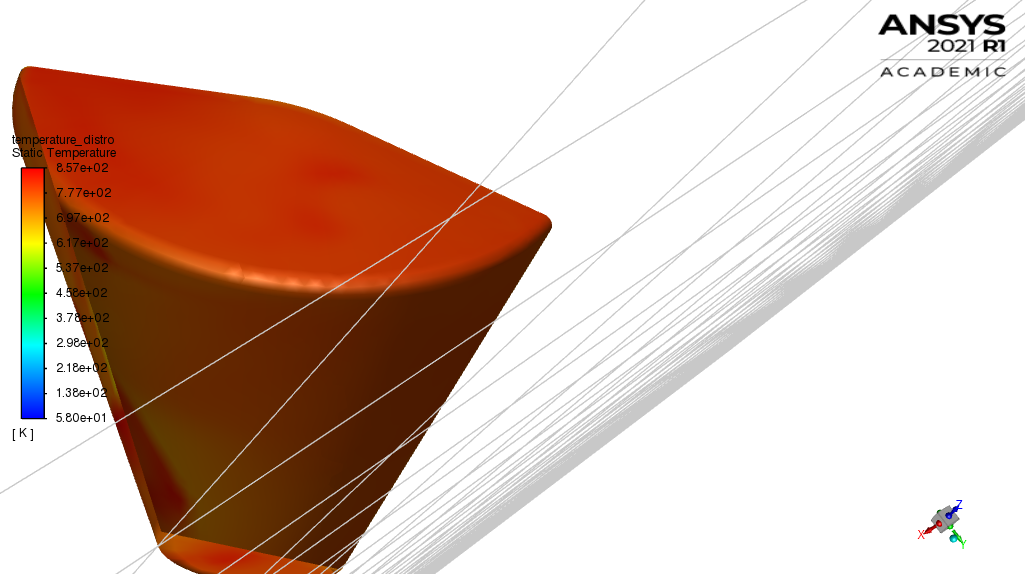 ANSYS
2021 R1
ACADEMIC
temperature_distro
Static Temperature
8.57e+02
7.77e+02
6.97e+02
6.17e+02
5.37e+02
4.58e+02
3.78e+02
2.98e+02
2.18e+02
1.38e+02
5.80e+01
[ K ]
Z
X
Y